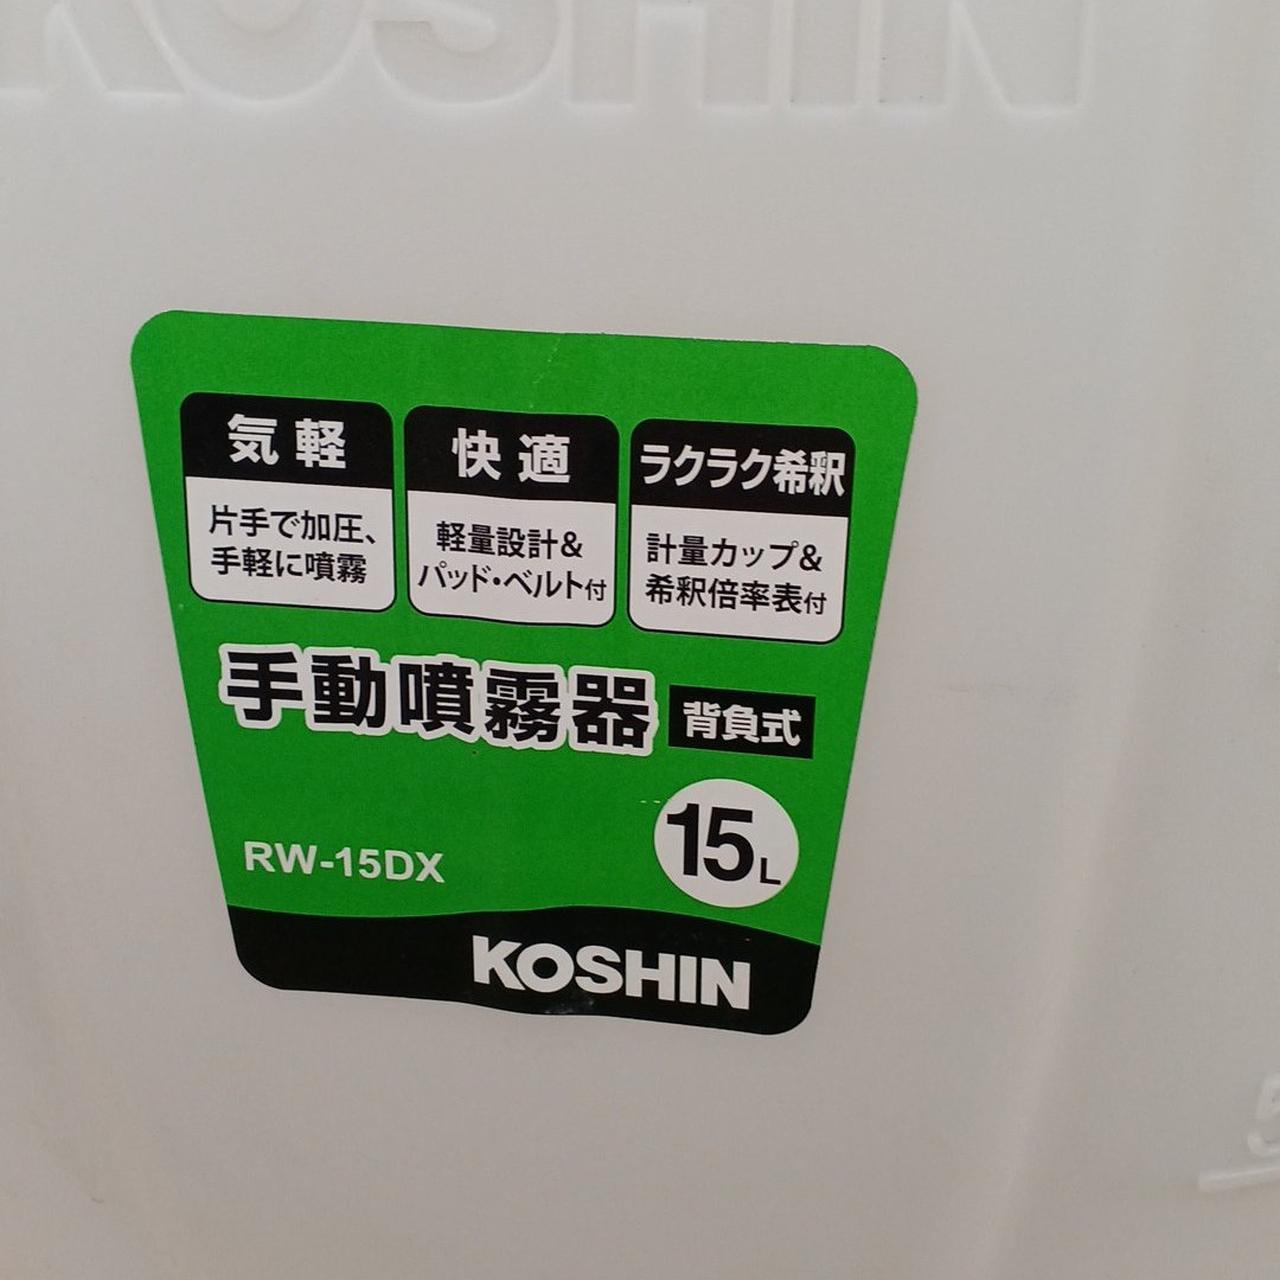 KOSHIN
気軽
片手で加圧、
手軽に噴霧
快適
軽量設計&
パッド・ベルト付
ラクラク希釈
計量カップ&
希釈倍率表付
手動噴霧器
背負式
15L
RW-15DX
KOSHIN
5